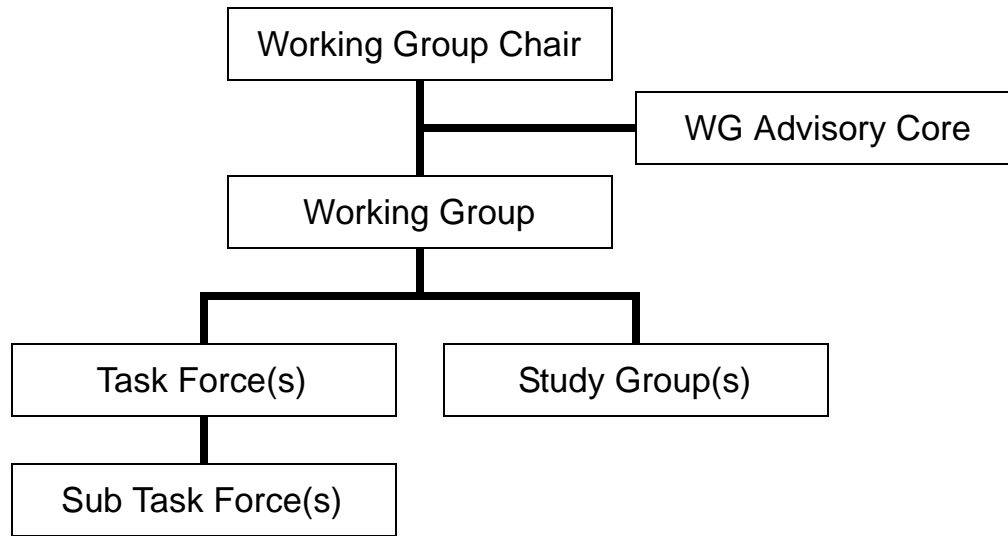 Working Group Chair
WG Advisory Core
Working Group
Task Force(s)
Study Group(s)
Sub Task Force(s)